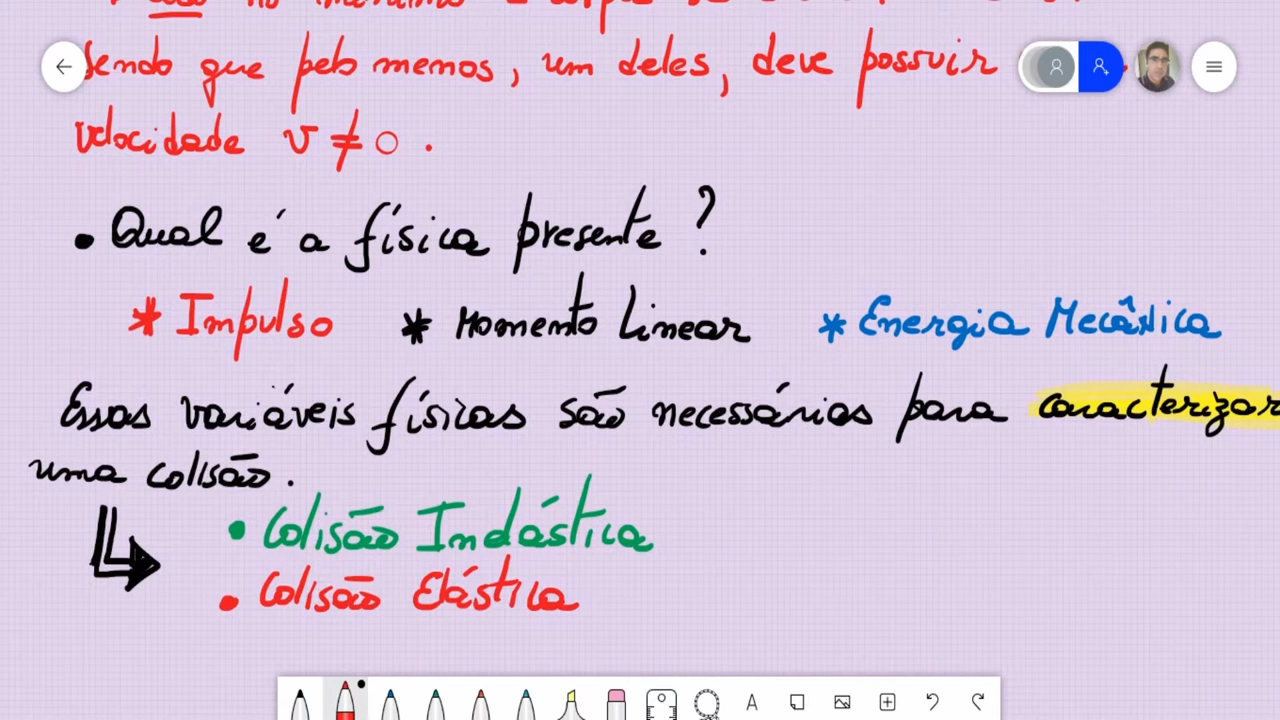 no
sendo que pelo menos, um deles, deve possuir
velocidade v ≠ 0 .
• Qual é a física presente ?
* Impulso * Momento Linear * Energia Mecânica
Essas variáveis físicas são necessárias para caracterizar
uma colisão.
• Colisão Inelástica
• Colisão Elástica
A